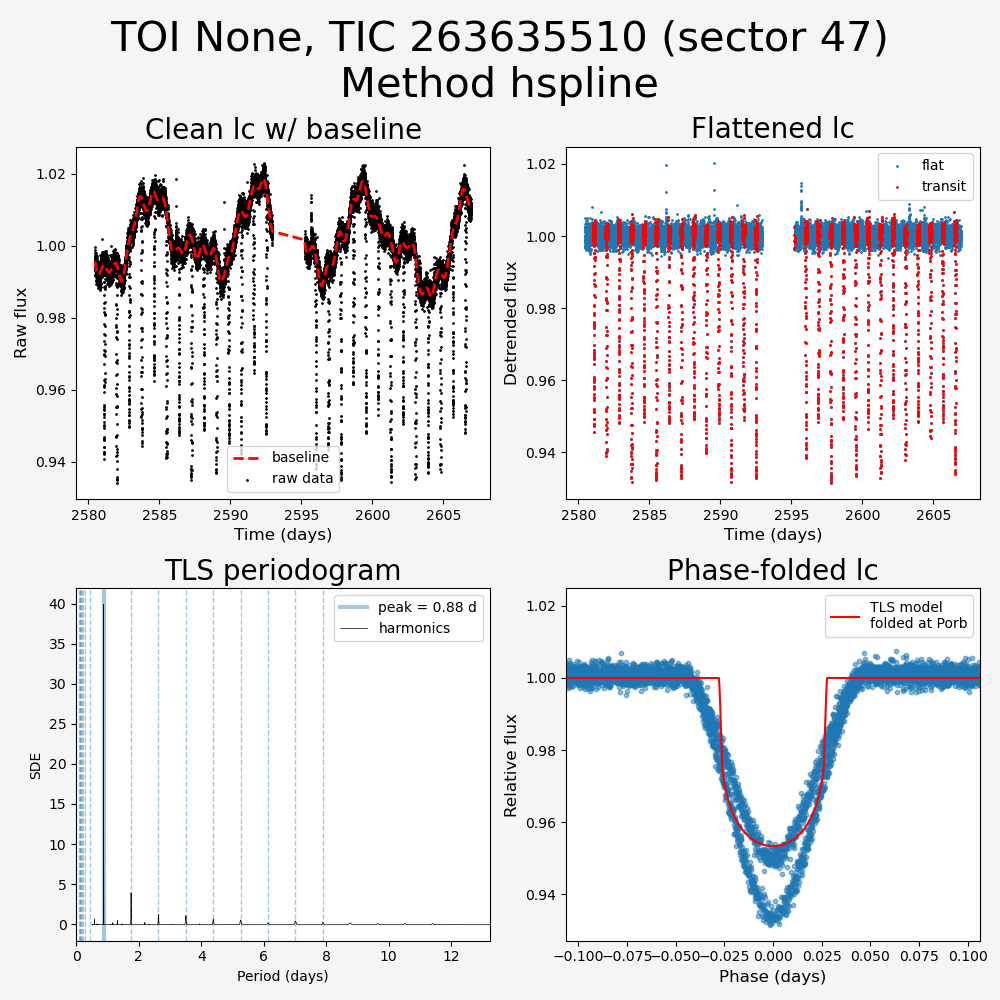 TOI None, TIC 263635510 (sector 47)
Method hspline
Clean lc w/ baseline
Raw flux
1.02
1.00
0.98
0.96
0.94
baseline
raw data
2580 2585 2590 2595 2600 2605
Time (days)
Flattened lc
Detrended flux
1.02
1.00
0.98
0.96
0.94
flat
transit
2580 2585 2590 2595 2600 2605
Time (days)
TLS periodogram
SDE
40
35
30
25
20
15
10
5
0
peak = 0.88 d
harmonics
0 2 4 6 8 10 12
Period (days)
Phase-folded lc
Relative flux
1.02
1.00
0.98
0.96
0.94
TLS model
folded at Porb
−0.100 −0.075 −0.050 −0.025 0.000 0.025 0.050 0.075 0.100
Phase (days)